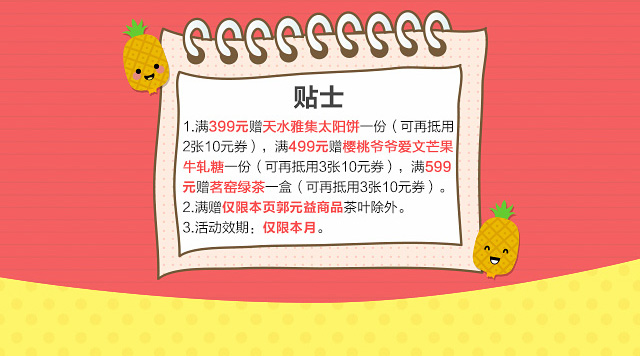 贴士
1.满399元赠天水雅集太阳饼一份（可再抵用
2张10元券），满499元赠樱桃爷爷爱文芒果
牛轧糖一份（可再抵用3张10元券），满599
元赠茗窑绿茶一盒（可再抵用3张10元券）。
2.满赠仅限本页郭元益商品茶叶除外。
3.活动效期：仅限本月。